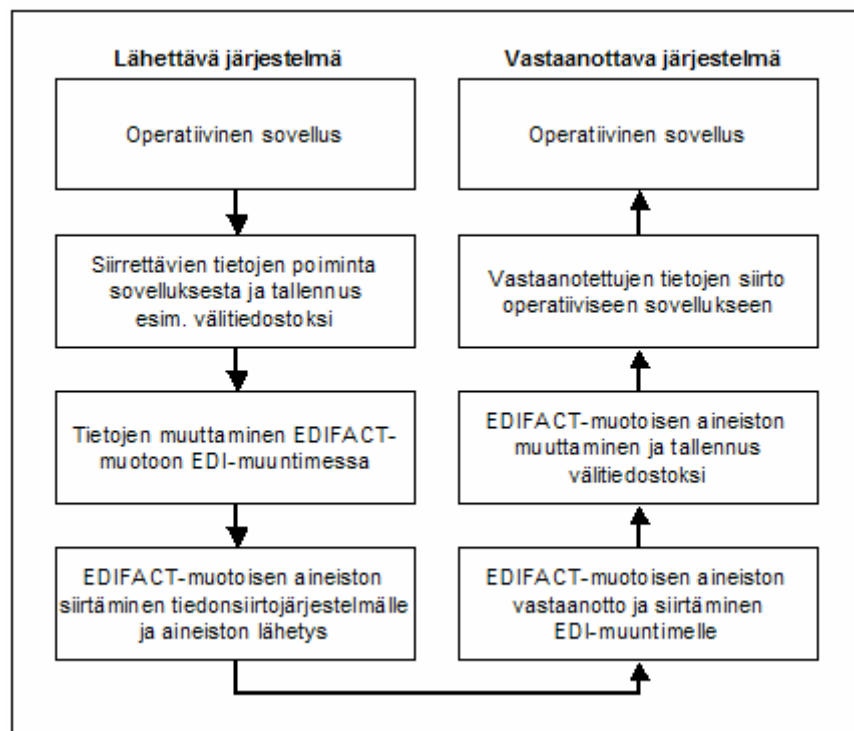 Lähettävä järjestelmä
Operatiivinen sovellus
Siirrettävien tietojen poiminta
sovelluksesta ja tallennus
esim. välitiedostoksi
Tietojen muuttaminen EDIFACT-
muotoon EDI-muuntimessa
EDIFACT-muotoisen aineiston
siirtäminen tiedonsiirtojärjestelmälle
ja aineiston lähetys
Vastaanottava järjestelmä
Operatiivinen sovellus
Vastaanotettujen tietojen siirto
operatiiviseen sovellukseen
EDIFACT-muotoisen aineiston
muuttaminen ja tallennus
välitiedostoksi
EDIFACT-muotoisen aineiston
vastaanotto ja siirtäminen
EDI-muuntimelle